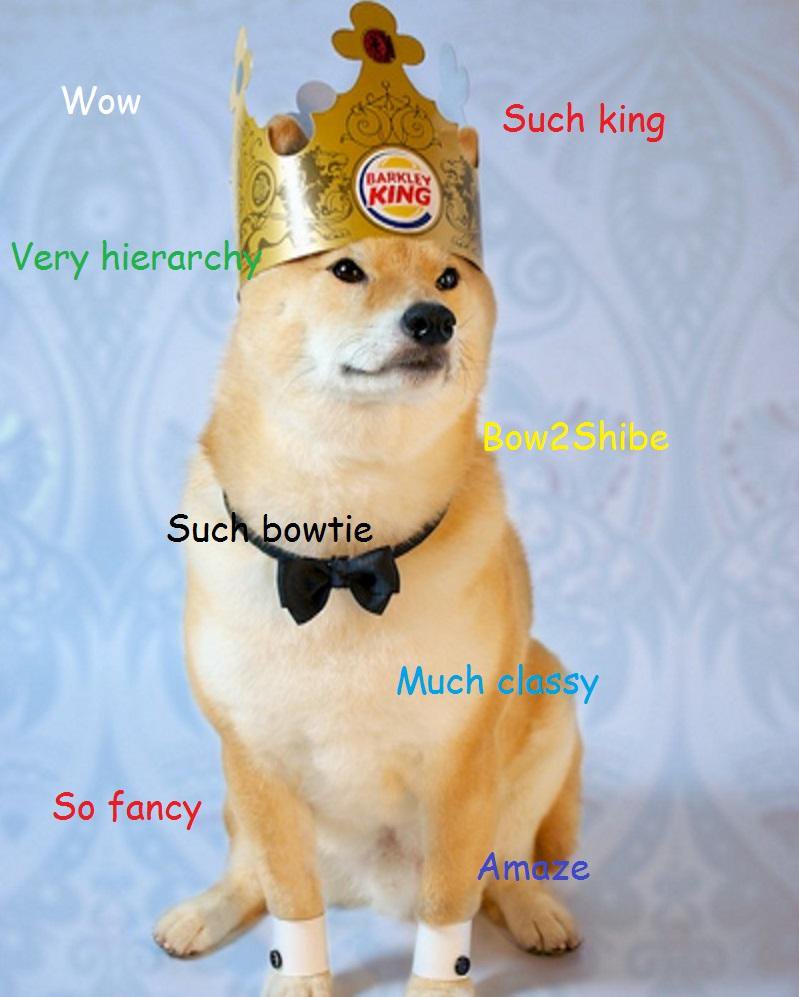 Wow
Such king
BARKLEY
KING
Very hierarchy
Bow2Shibe
Such bowtie
Much classy
So fancy
Amaze